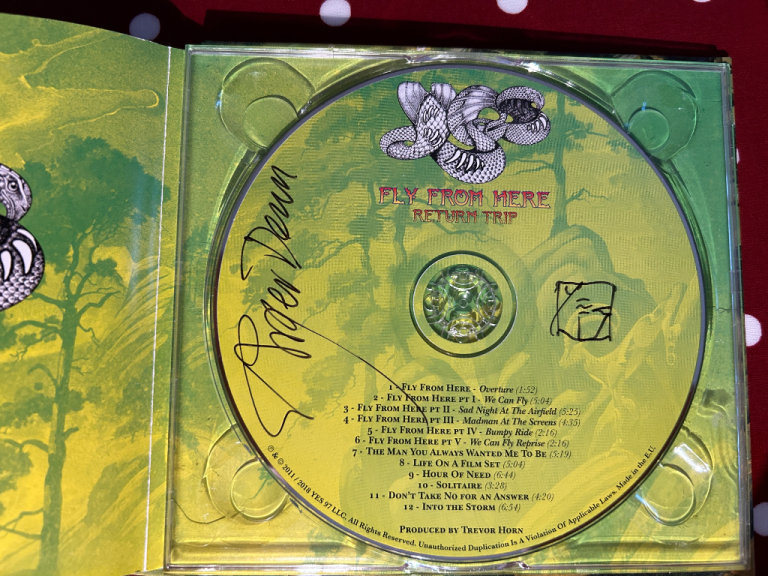 FLY FROM HERE
RETURN TRIP
Roger Dean
1 - Fly From Here - Overture (1:52)
2 - Fly From Here pt I - We Can Fly (5:04)
3 - Fly From Here pt II - Sad Night At The Airfield (5:23)
4 - Fly From Here pt III - Madman At The Screens (4:35)
5 - Fly From Here pt IV - Bumpy Ride (2:16)
6 - Fly From Here pt V - We Can Fly Reprise (2:16)
7 - The Man You Always Wanted Me To Be (5:19)
8 - Life On A Film Set (5:04)
9 - Hour Of Need (6:44)
10 - Solitaire (3:28)
11 - Don't Take No for an Answer (4:20)
12 - Into the Storm (6:54)
Produced by Trevor Horn
℗ & © 2011 / 2018 YES 97 LLC. All Rights Reserved. Unauthorized Duplication Is A Violation Of Applicable Laws. Made in the E.U.